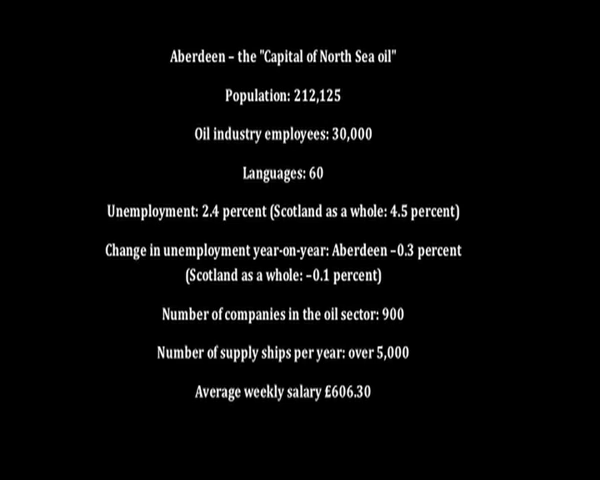 Aberdeen – the "Capital of North Sea oil"
Population: 212,125
Oil industry employees: 30,000
Languages: 60
Unemployment: 2.4 percent (Scotland as a whole: 4.5 percent)
Change in unemployment year-on-year: Aberdeen –0.3 percent
(Scotland as a whole: –0.1 percent)
Number of companies in the oil sector: 900
Number of supply ships per year: over 5,000
Average weekly salary £606.30